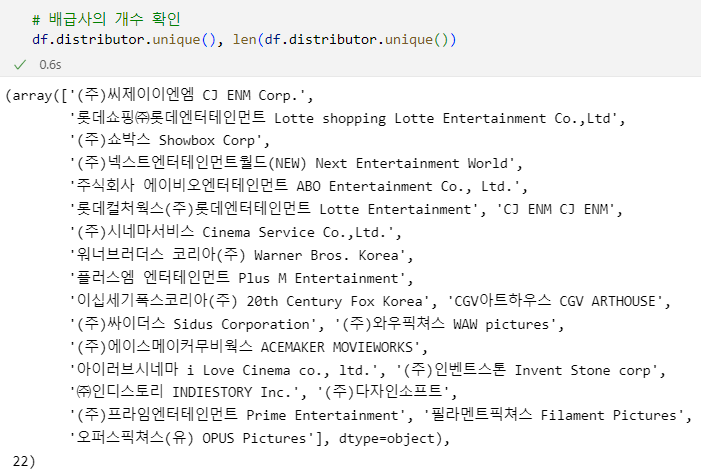 # 배급사의 개수 확인
df.distributor.unique(), len(df.distributor.unique())
0.6s
(array(['(주)씨제이이엔엠 CJ ENM Corp.',
'롯데쇼핑㈜롯데엔터테인먼트 Lotte shopping Lotte Entertainment Co.,Ltd',
'(주)쇼박스 Showbox Corp',
'(주)넥스트엔터테인먼트월드(NEW) Next Entertainment World',
'주식회사 에이비오엔터테인먼트 ABO Entertainment Co., Ltd.',
'롯데컬처웍스(주)롯데엔터테인먼트 Lotte Entertainment', 'CJ ENM CJ ENM',
'(주)시네마서비스 Cinema Service Co.,Ltd.',
'워너브러더스 코리아(주) Warner Bros. Korea',
'플러스엠 엔터테인먼트 Plus M Entertainment',
'이십세기폭스코리아(주) 20th Century Fox Korea', 'CGV아트하우스 CGV ARTHOUSE',
'(주)싸이더스 Sidus Corporation', '(주)와우픽쳐스 WAW pictures',
'(주)에이스메이커무비웍스 ACEMAKER MOVIEWORKS',
'아이러브시네마 i Love Cinema co., ltd.', '(주)인벤트스톤 Invent Stone corp',
'㈜인디스토리 INDIESTORY Inc.', '(주)다자인소프트',
'(주)프라임엔터테인먼트 Prime Entertainment', '필라멘트픽쳐스 Filament Pictures',
'오퍼스픽쳐스(유) OPUS Pictures'], dtype=object),
22)